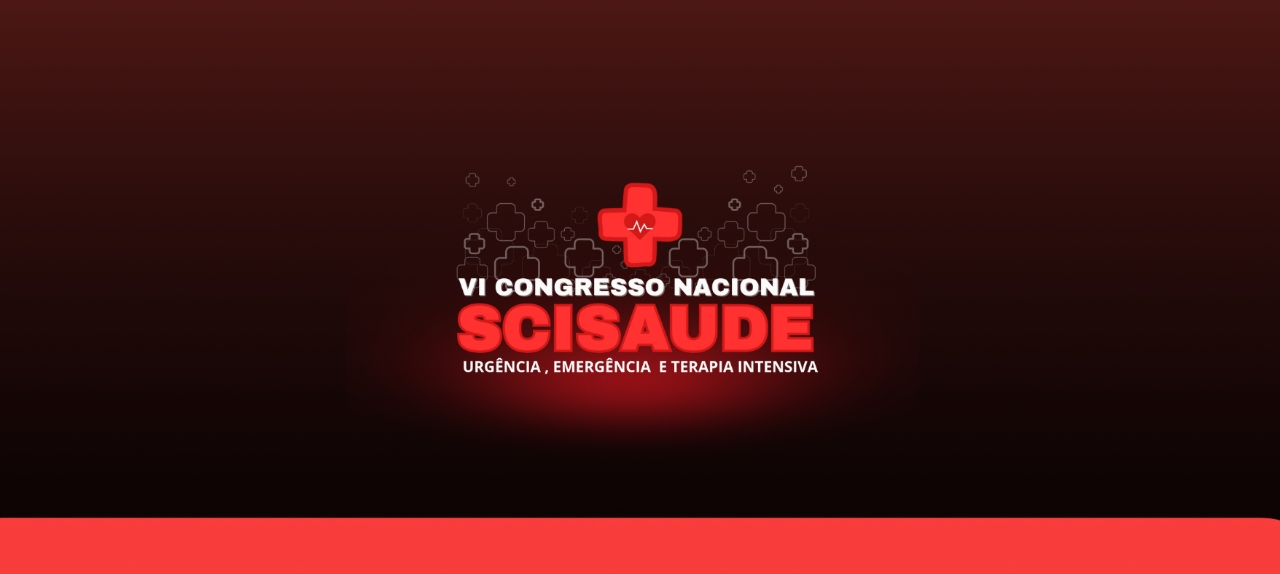 VI CONGRESSO NACIONAL
SCISAUDE
URGÊNCIA , EMERGÊNCIA E TERAPIA INTENSIVA